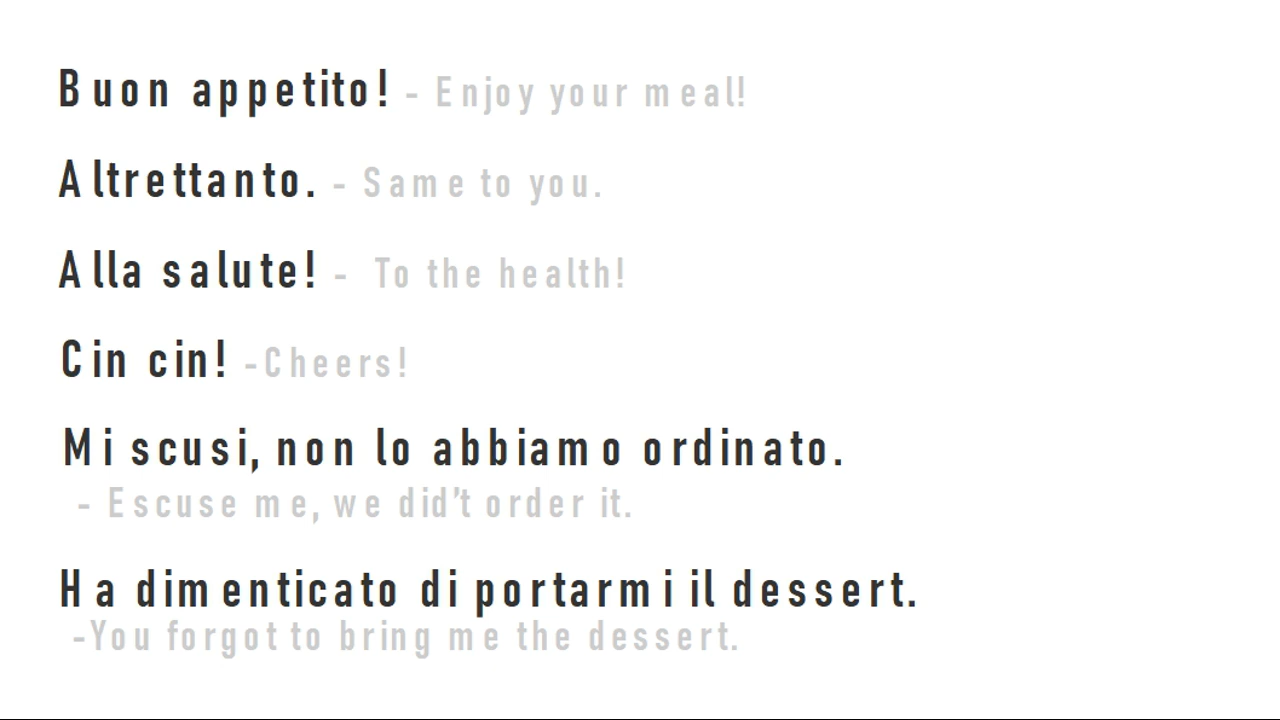 Buon appetito! - Enjoy your meal!
Altrettanto. - Same to you.
Alla salute! - To the health!
Cin cin! -Cheers!
Mi scusi, non lo abbiamo ordinato.
- Escuse me, we did't order it.
Ha dimenticato di portarmi il dessert.
-You forgot to bring me the dessert.